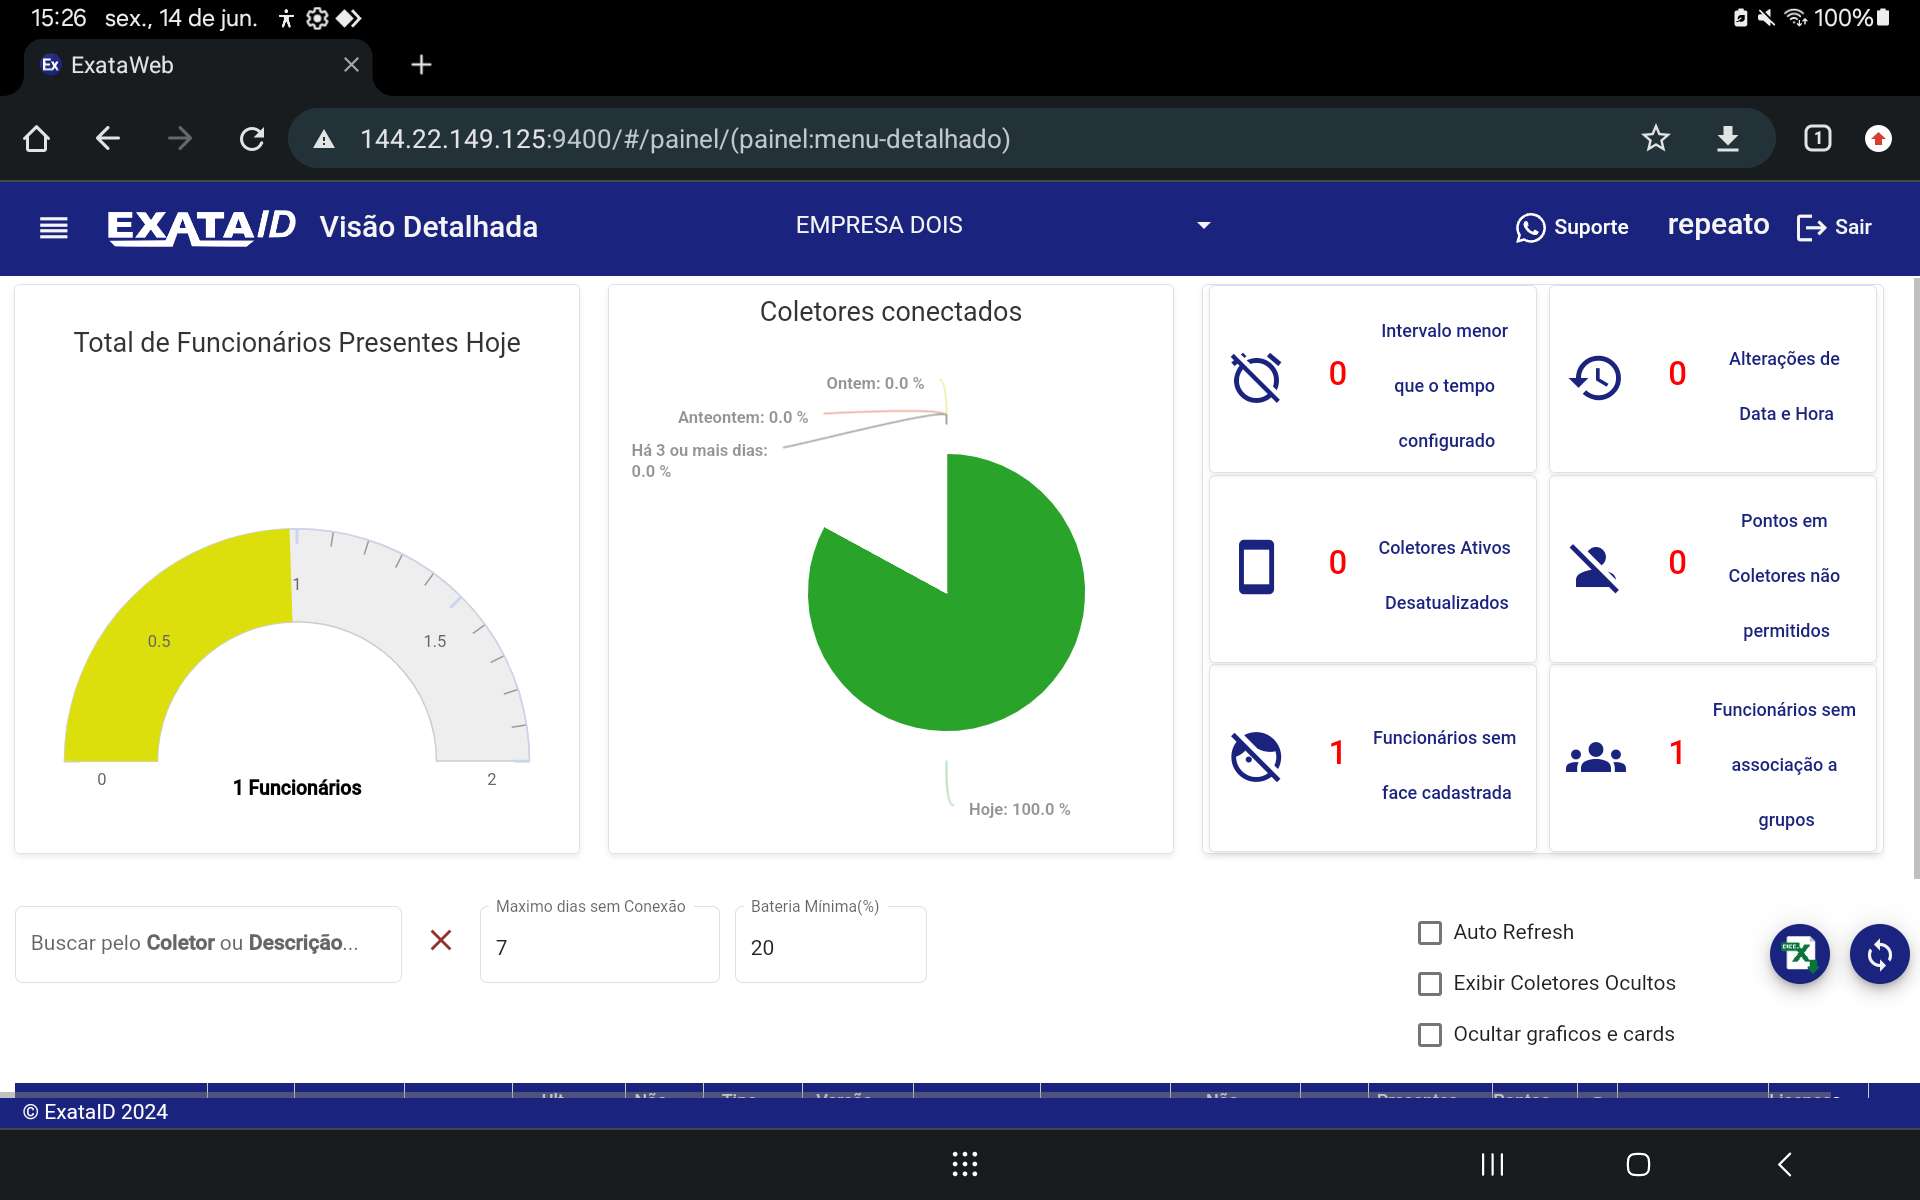 15:26 sex., 14 de jun.
100%
Ex ExataWeb
144.22.149.125:9400/#/painel/(painel:menu-detalhado)
1
EXATAID Visão Detalhada
EMPRESA DOIS
Suporte
repeato
Sair
Total de Funcionários Presentes Hoje
0
0.5
1
1.5
2
1 Funcionários
Coletores conectados
Ontem: 0.0 %
Anteontem: 0.0 %
Há 3 ou mais dias:
0.0 %
Hoje: 100.0 %
0
Intervalo menor
que o tempo
configurado
0
Alterações de
Data e Hora
0
Coletores Ativos
Desatualizados
0
Pontos em
Coletores não
permitidos
1
Funcionários sem
face cadastrada
1
Funcionários sem
associação a
grupos
Buscar pelo Coletor ou Descrição...
Maximo dias sem Conexão
7
Bateria Mínima(%)
20
Auto Refresh
Exibir Coletores Ocultos
Ocultar graficos e cards
© ExataID 2024